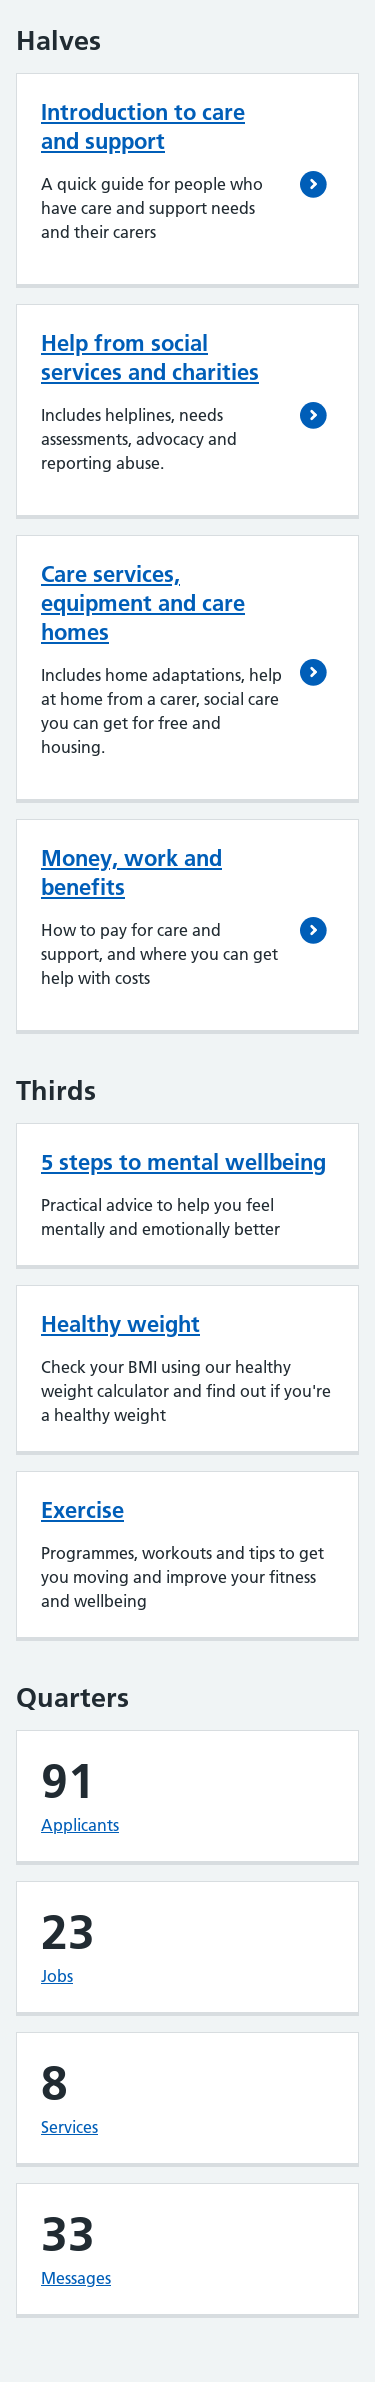 Halves
Introduction to care
and support
A quick guide for people who
have care and support needs
and their carers
Help from social
services and charities
Includes helplines, needs
assessments, advocacy and
reporting abuse.
Care services,
equipment and care
homes
Includes home adaptations, help
at home from a carer, social care
you can get for free and
housing.
Money, work and
benefits
How to pay for care and
support, and where you can get
help with costs
Thirds
5 steps to mental wellbeing
Practical advice to help you feel
mentally and emotionally better
Healthy weight
Check your BMI using our healthy
weight calculator and find out if you're
a healthy weight
Exercise
Programmes, workouts and tips to get
you moving and improve your fitness
and wellbeing
Quarters
91
Applicants
23
Jobs
8
Services
33
Messages